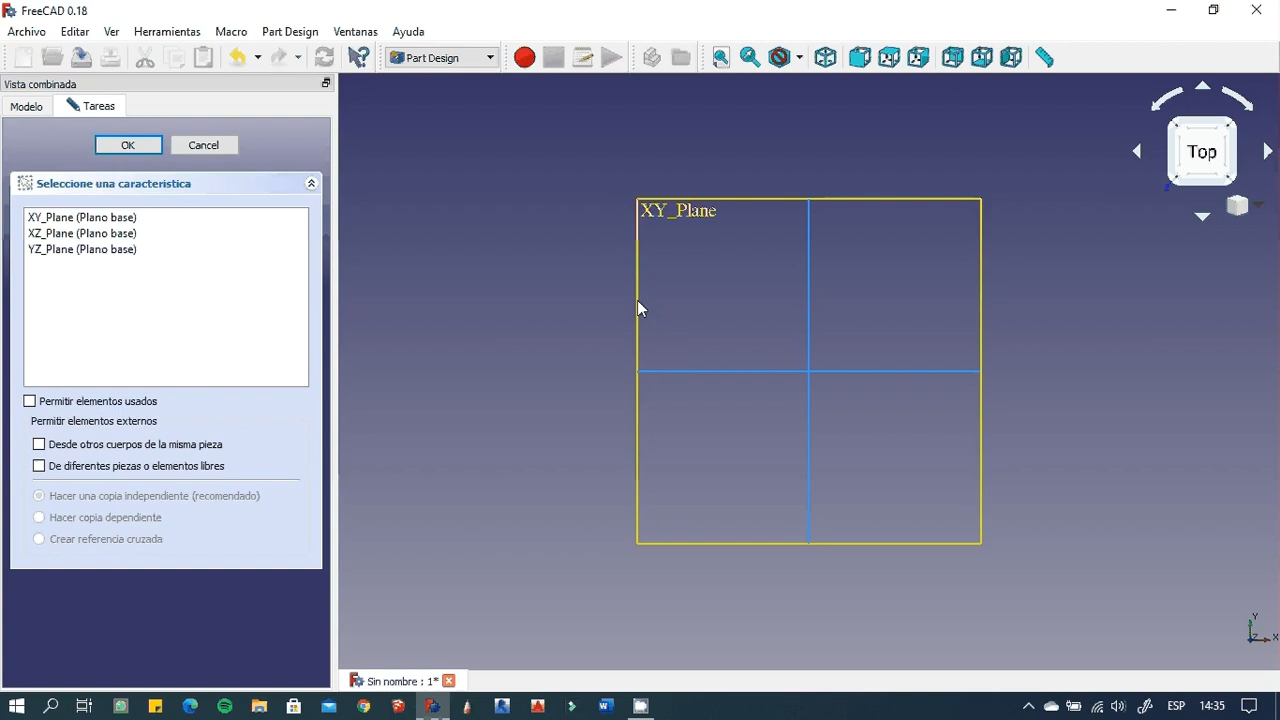 FreeCAD 0.18
Archivo Editar Ver Herramientas Macro Part Design Ventanas Ayuda
Part Design
Vista combinada
Modelo Tareas
OK Cancel
Seleccione una caracteristica
XY_Plane (Plano base)
XZ_Plane (Plano base)
YZ_Plane (Plano base)
Permitir elementos usados
Permitir elementos externos
Desde otros cuerpos de la misma pieza
De diferentes piezas o elementos libres
Hacer una copia independiente (recomendado)
Hacer copia dependiente
Crear referencia cruzada
XY_Plane
Top
Z
Y
Z X
Sin nombre : 1*
ESP 14:35